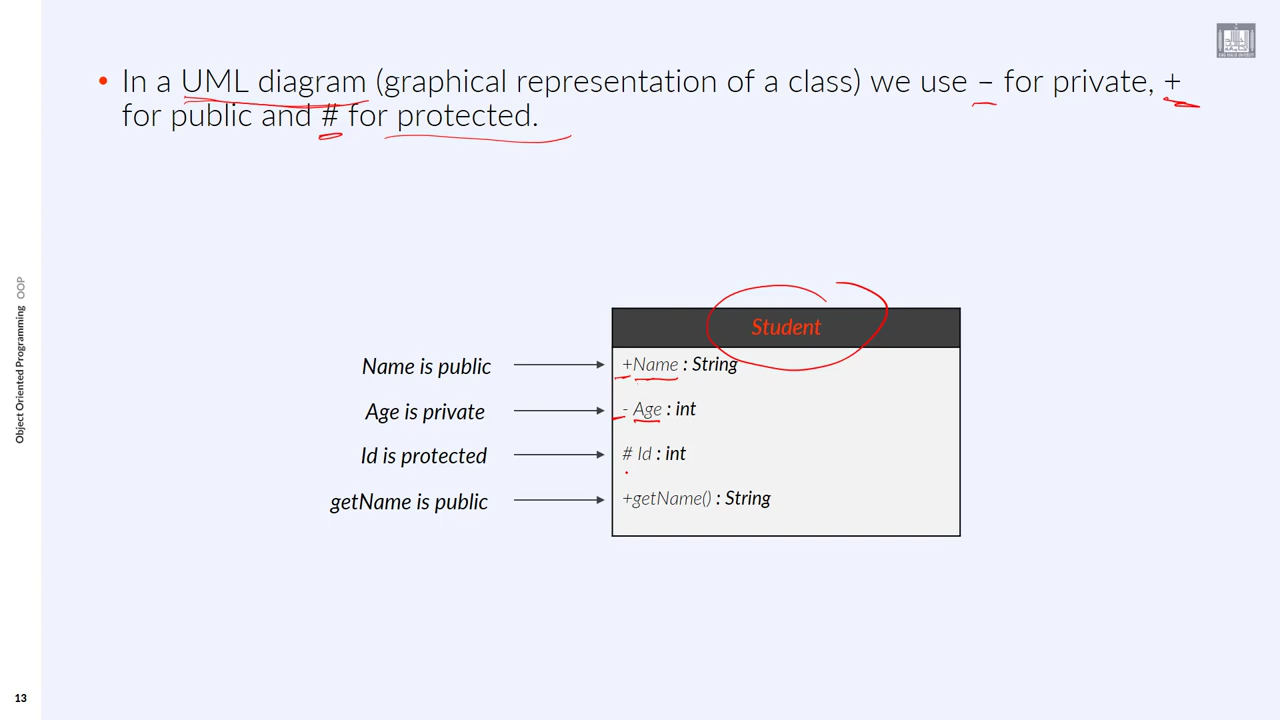 • In a UML diagram (graphical representation of a class) we use – for private, +
for public and # for protected.
Student
Name is public
+Name : String
Age is private
- Age : int
Id is protected
# Id : int
getName is public
+getName() : String
Object Oriented Programming OOP
13